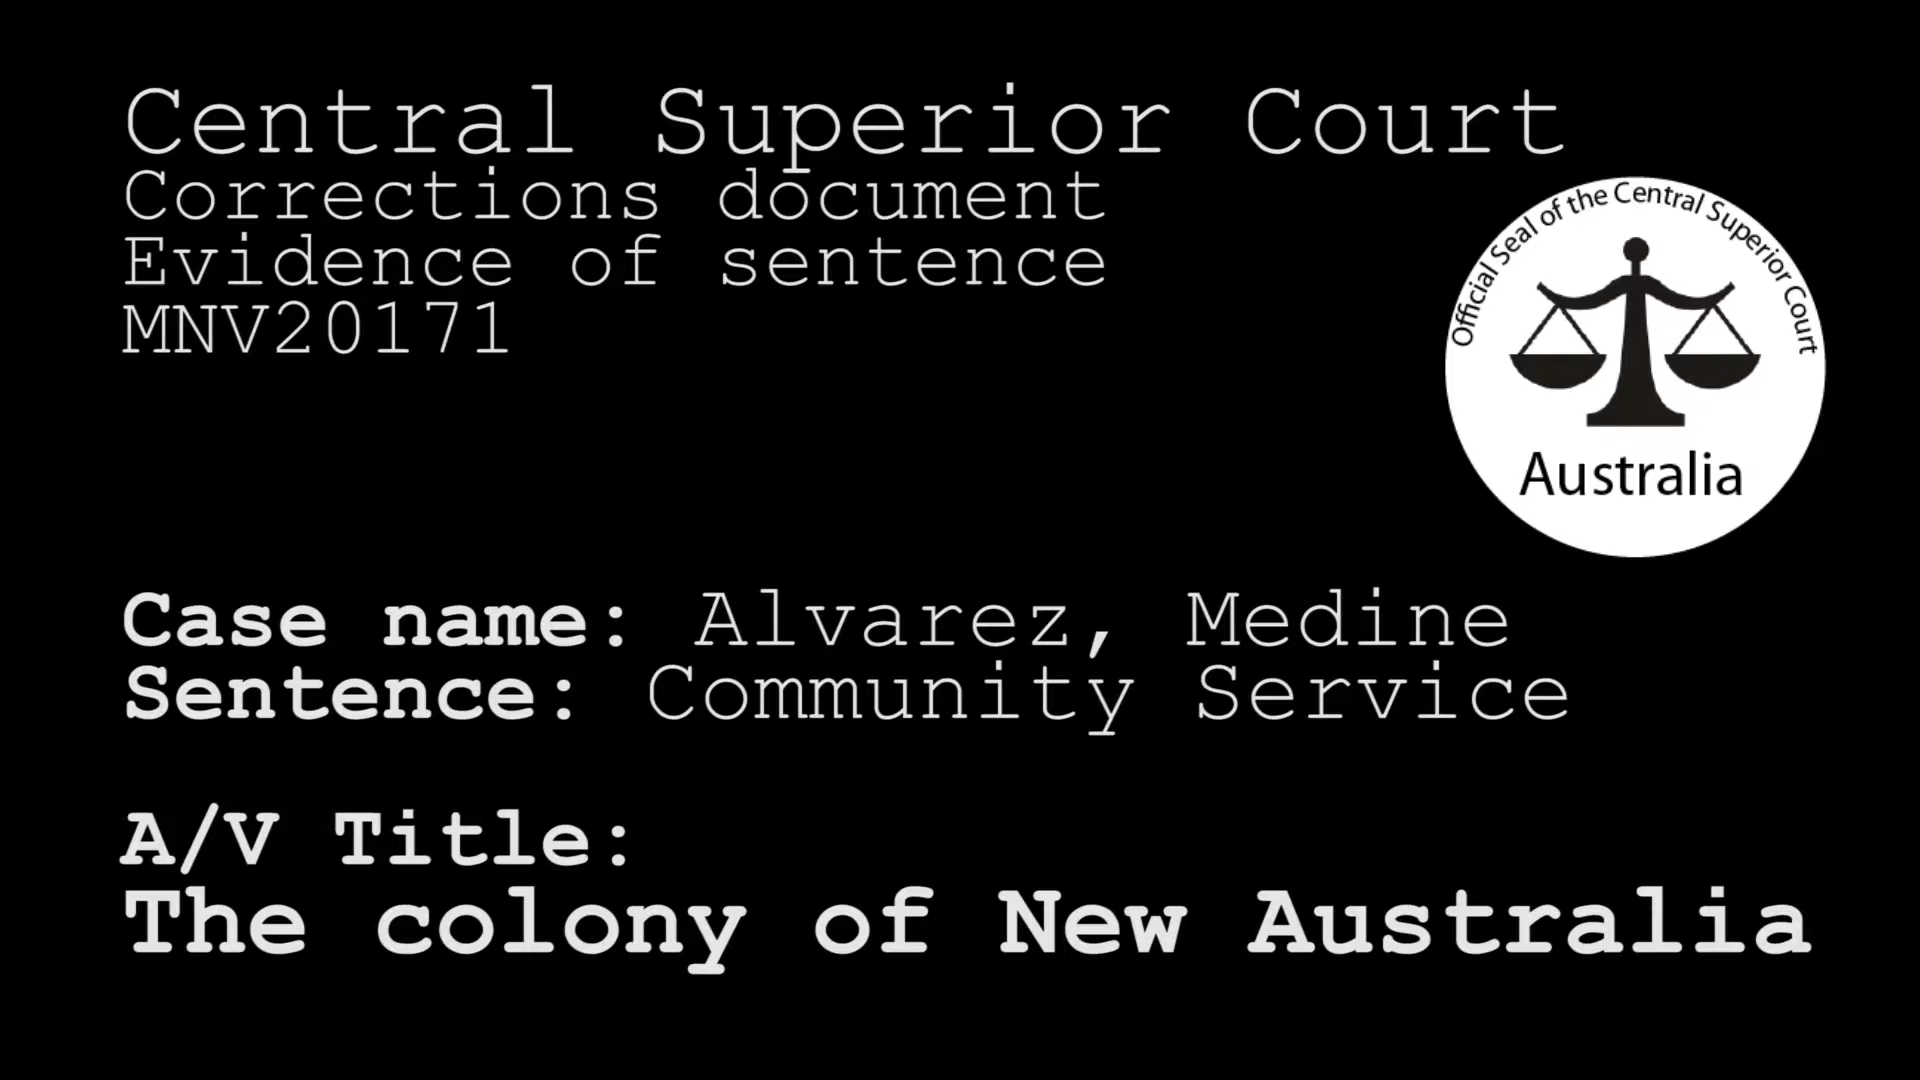 Central Superior Court
Corrections document
Evidence of sentence
MNV20171
Official Seal of the Central Superior Court
Australia
Case name: Alvarez, Medine
Sentence: Community Service
A/V Title:
The colony of New Australia